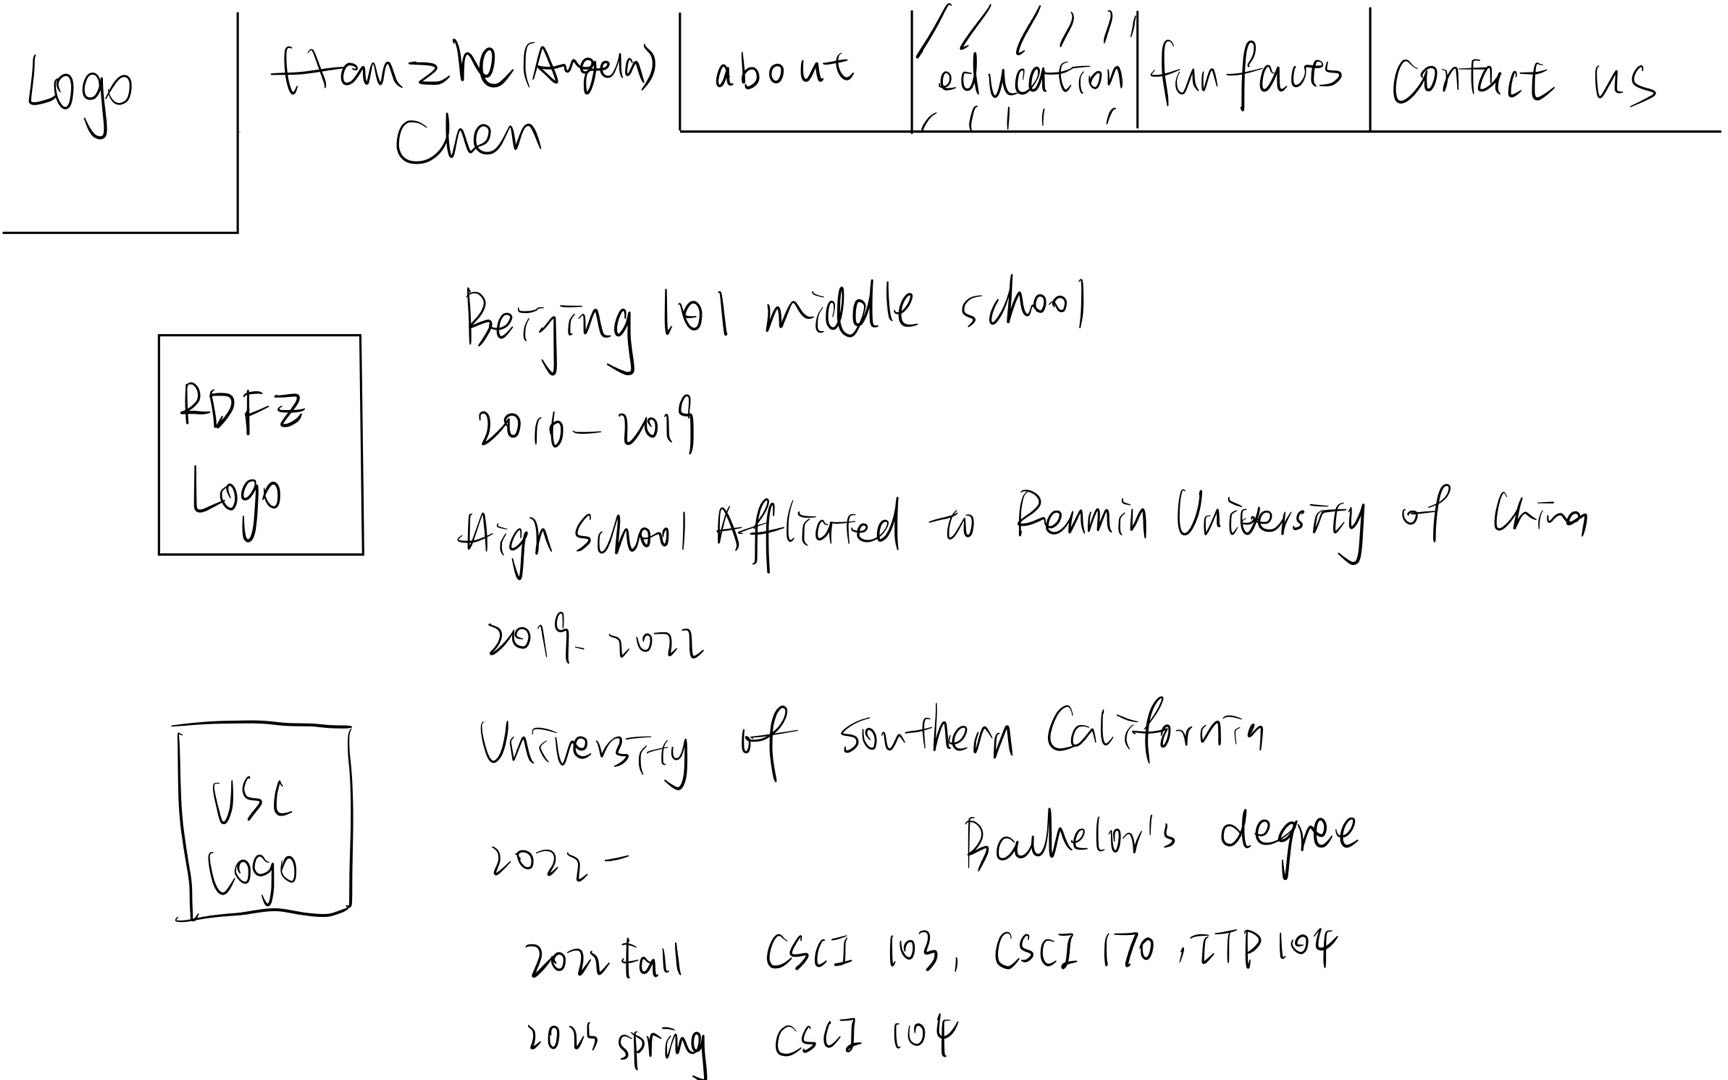 Logo
Hanzhe (Angela)
Chen
about
education
fun facts
contact us
Beijing 101 middle school
2016-2019
RDFZ
Logo
High School Affliated to Renmin University of China
2019-2022
University of southern California
USC
Logo
2022-
Bachelor's degree
2022 Fall CSCI 103, CSCI 170, ITP 104
2023 spring CSCI 104